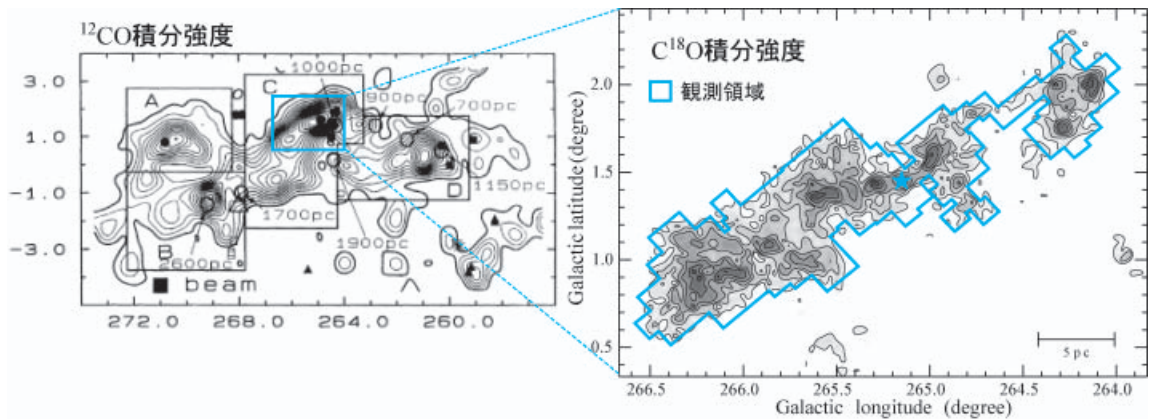 ¹²CO積分強度
3.0
1.0
-1.0
-3.0
A
C
1000pc
900pc
700pc
D
1150pc
1700pc
1900pc
B
2600pc
beam
272.0 268.0 264.0 260.0
C¹⁸O積分強度
観測領域
Galactic latitude(degree)
2.0
1.5
1.0
0.5
5 pc
266.5 266.0 265.5 265.0 264.5 264.0
Galactic longitude (degree)